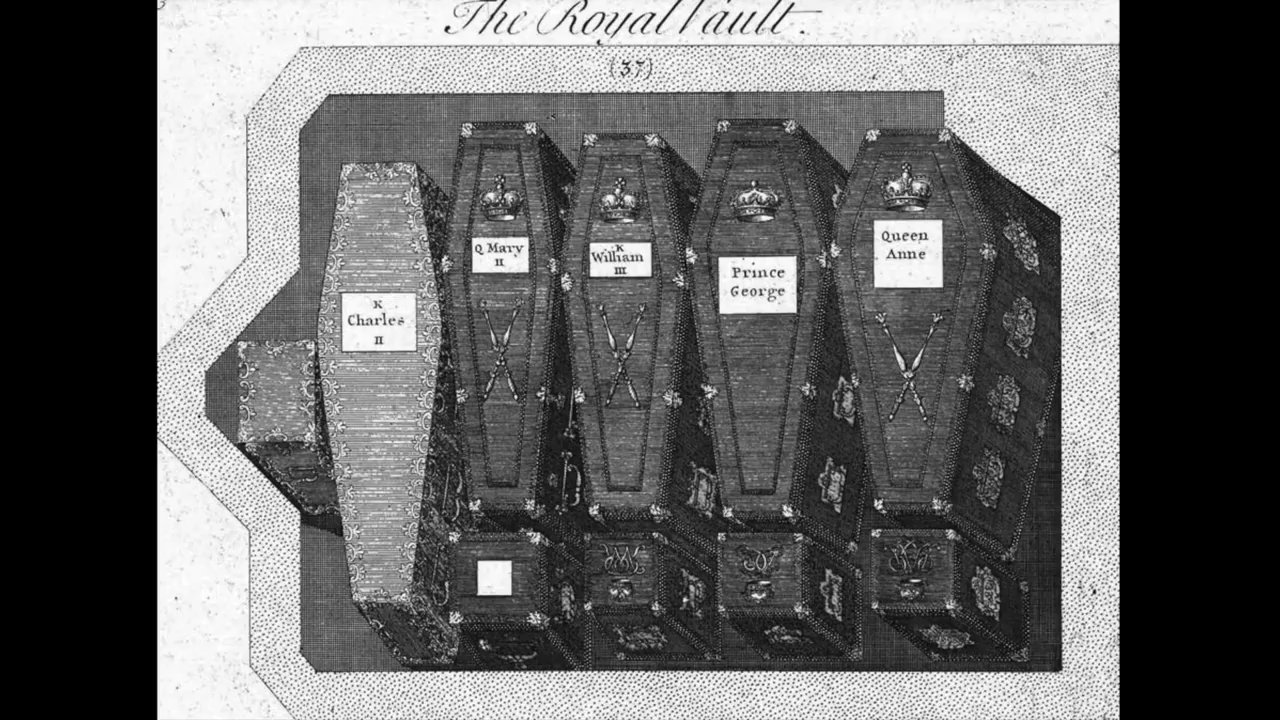 The Royal Vault.
(37)
K
Charles
II
Q Mary
II
K
William
III
Prince
George
Queen
Anne